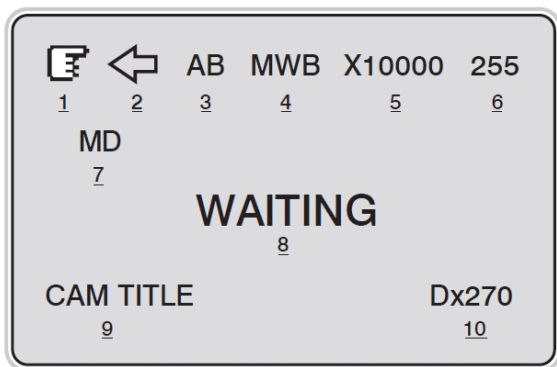 AB MWB X10000 255
1 2 3 4 5 6
MD
7
WAITING
8
CAM TITLE Dx270
9 10